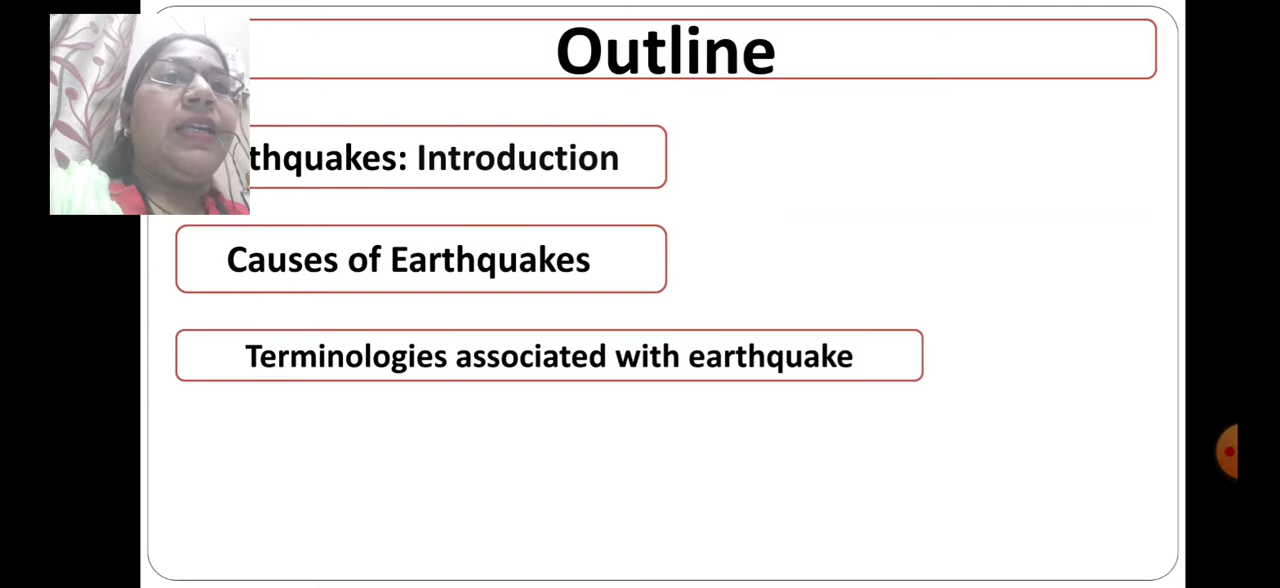 Outline
thquakes: Introduction
Causes of Earthquakes
Terminologies associated with earthquake